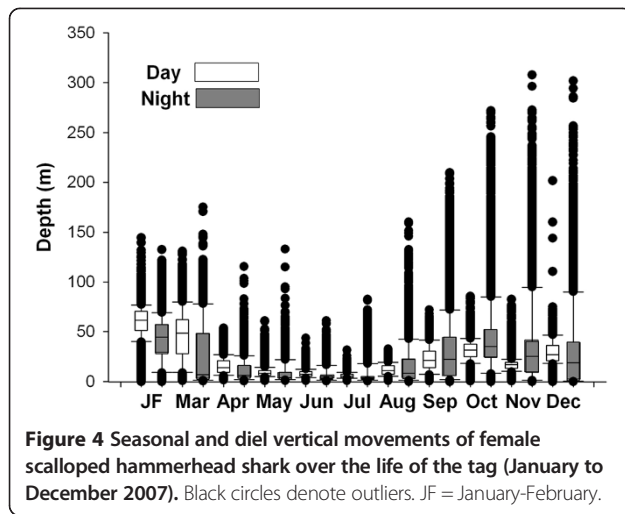 350
300
250
200
150
100
50
0
Depth (m)
Day
Night
JF Mar Apr May Jun Jul Aug Sep Oct Nov Dec
Figure 4 Seasonal and diel vertical movements of female
scalloped hammerhead shark over the life of the tag (January to
December 2007). Black circles denote outliers. JF = January-February.